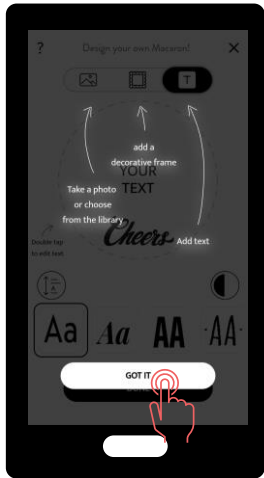 ?
Design your own Macaron!
X
T
add a
decorative frame
YOUR
TEXT
Take a photo
or choose
from the library
Cheers
Double tap
to edit text
Add text
Aa
Aa
AA
·AA·
GOT IT